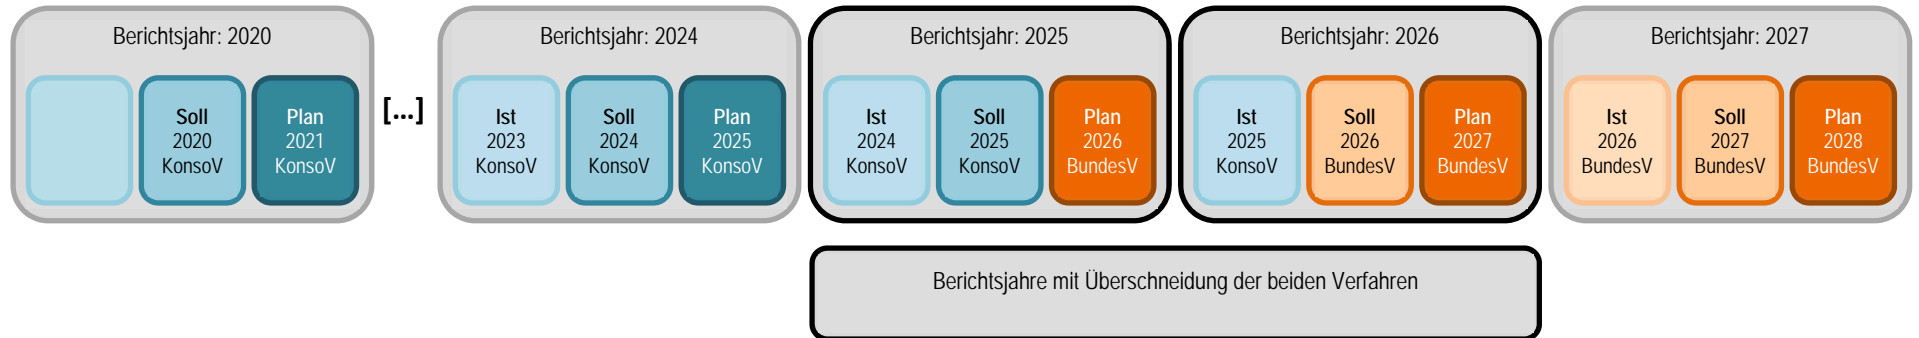 Berichtsjahr: 2020
Soll
2020
KonsoV
Plan
2021
KonsoV
[...]
Berichtsjahr: 2024
Ist
2023
KonsoV
Soll
2024
KonsoV
Plan
2025
KonsoV
Berichtsjahr: 2025
Ist
2024
KonsoV
Soll
2025
KonsoV
Plan
2026
BundesV
Berichtsjahr: 2026
Ist
2025
KonsoV
Soll
2026
BundesV
Plan
2027
BundesV
Berichtsjahr: 2027
Ist
2026
BundesV
Soll
2027
BundesV
Plan
2028
BundesV
Berichtsjahre mit Überschneidung der beiden Verfahren